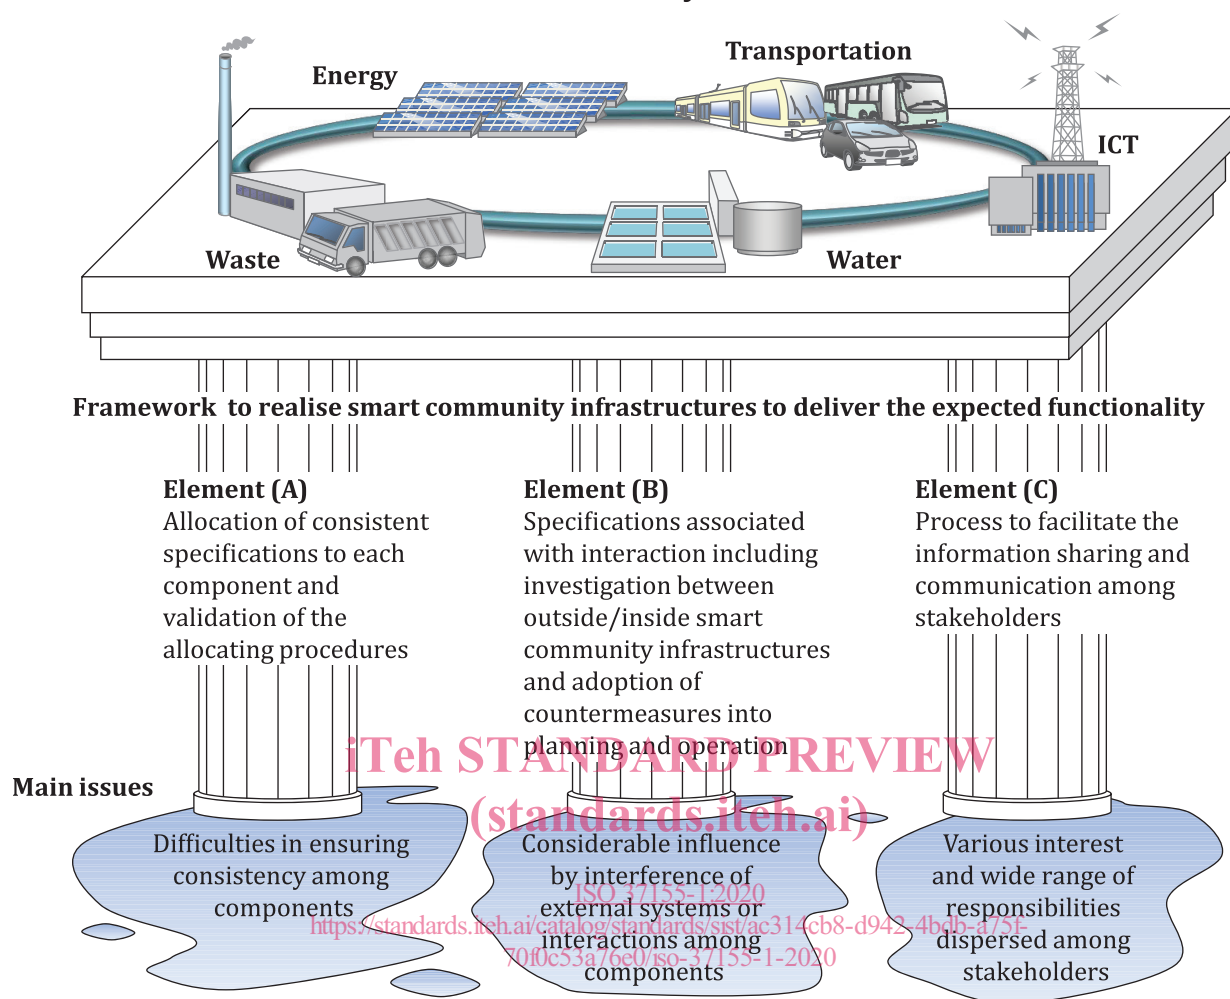 Transportation
Energy
ICT
Waste
Water
Framework to realise smart community infrastructures to deliver the expected functionality
Element (A)
Allocation of consistent
specifications to each
component and
validation of the
allocating procedures
Element (B)
Specifications associated
with interaction including
investigation between
outside/inside smart
community infrastructures
and adoption of
countermeasures into
planning and operation
Element (C)
Process to facilitate the
information sharing and
communication among
stakeholders
iTeh STANDARD PREVIEW
(standards.iteh.ai)
Main issues
Difficulties in ensuring
consistency among
components
Considerable influence
by interference of
external systems or
interactions among
components
Various interest
and wide range of
responsibilities
dispersed among
stakeholders
ISO 37155-1:2020
https://standards.iteh.ai/catalog/standards/sist/ac314cb8-d942-4bdb-a75f-
70f0c53a76e0/iso-37155-1-2020